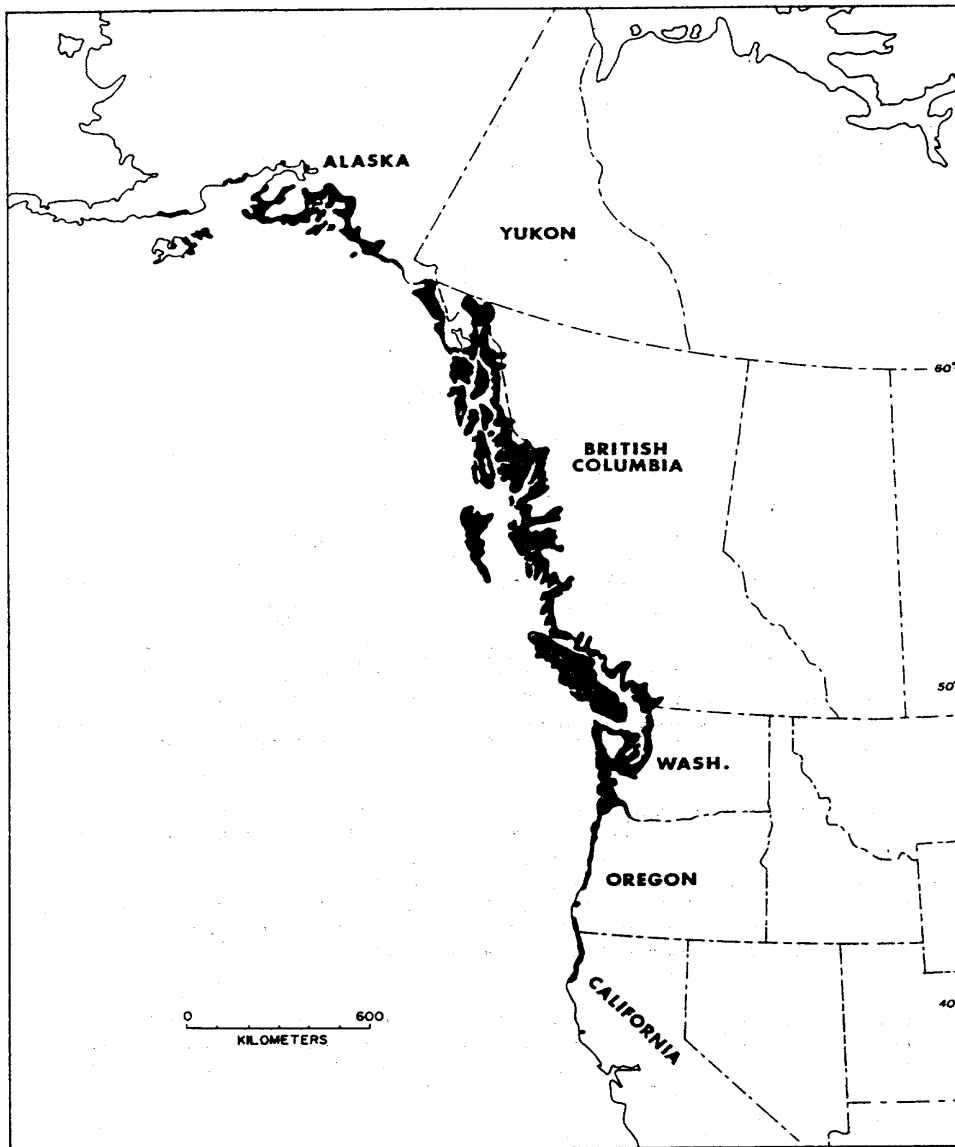 ALASKA
YUKON
60°
BRITISH
COLUMBIA
50°
WASH.
OREGON
CALIFORNIA
40°
0 600
KILOMETERS